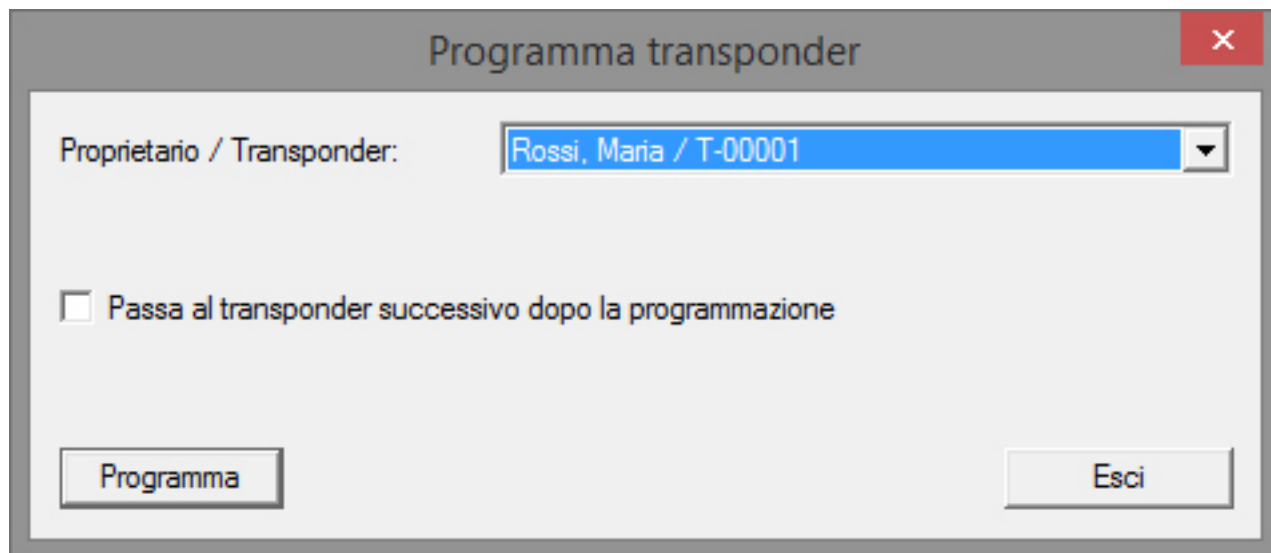 Programma transponder
Proprietario / Transponder: Rossi, Maria / T-00001
Passa al transponder successivo dopo la programmazione
Programma Esci